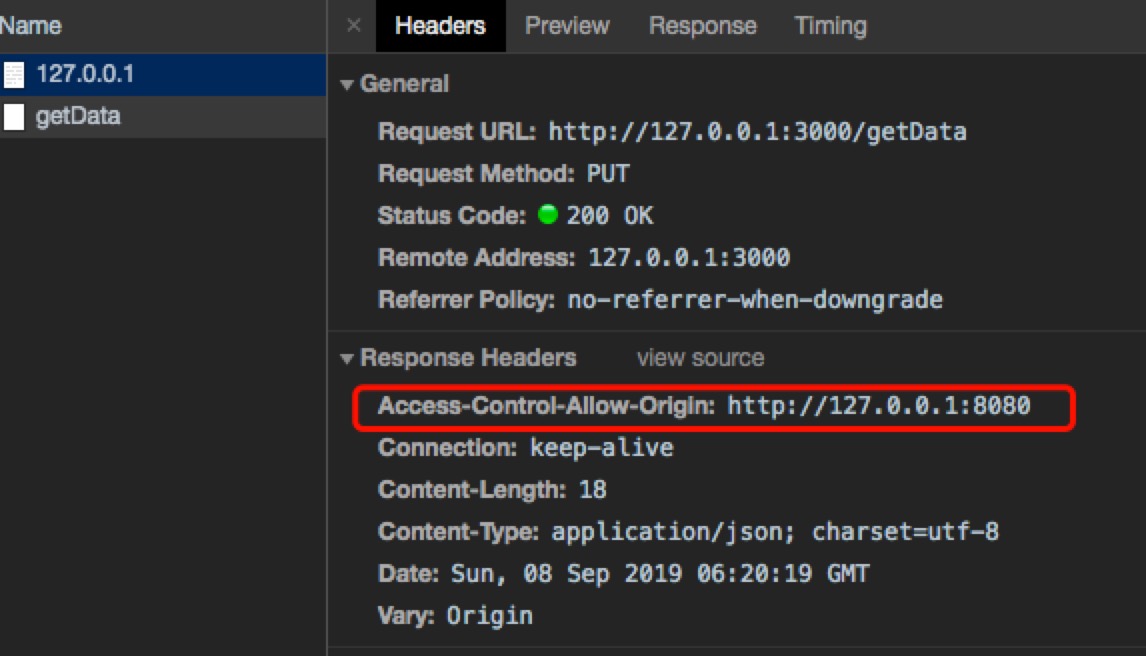 Name
127.0.0.1
getData
× Headers Preview Response Timing
General
Request URL: http://127.0.0.1:3000/getData
Request Method: PUT
Status Code: 200 OK
Remote Address: 127.0.0.1:3000
Referrer Policy: no-referrer-when-downgrade
Response Headers view source
Access-Control-Allow-Origin: http://127.0.0.1:8080
Connection: keep-alive
Content-Length: 18
Content-Type: application/json; charset=utf-8
Date: Sun, 08 Sep 2019 06:20:19 GMT
Vary: Origin